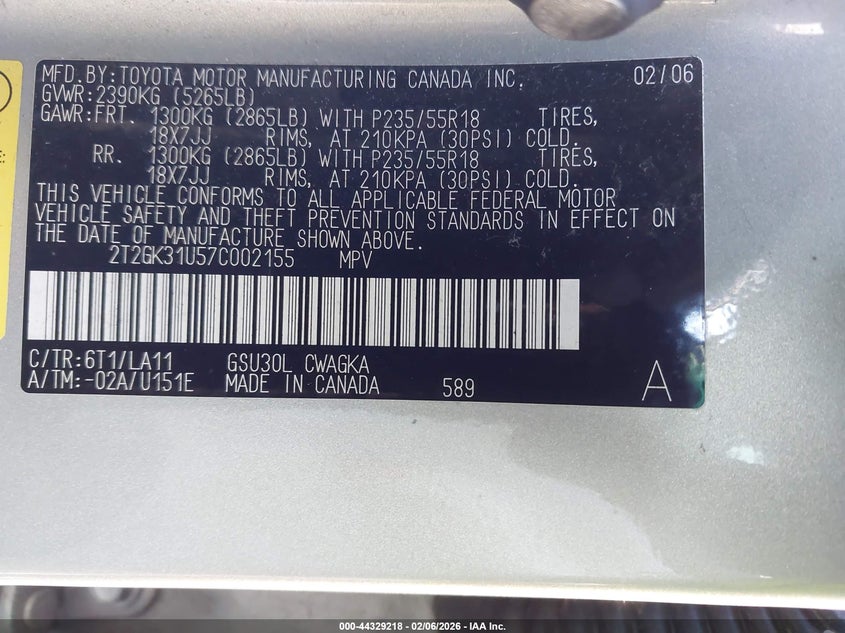 MFD.BY:TOYOTA MOTOR MANUFACTURING CANADA INC. 02/06
GVWR:2390KG (5265LB)
GAWR:FRT. 1300KG (2865LB) WITH P235/55R18 TIRES,
18X7JJ RIMS, AT 210KPA (30PSI) COLD.
RR. 1300KG (2865LB) WITH P235/55R18 TIRES,
18X7JJ RIMS, AT 210KPA (30PSI) COLD.
THIS VEHICLE CONFORMS TO ALL APPLICABLE FEDERAL MOTOR
VEHICLE SAFETY AND THEFT PREVENTION STANDARDS IN EFFECT ON
THE DATE OF MANUFACTURE SHOWN ABOVE.
2T2GK31U57C002155 MPV
C/TR:6T1/LA11 GSU30L CWAGKA
A/TM:-02A/U151E MADE IN CANADA 589 A
000-44329218 - 02/06/2026 - IAA Inc.